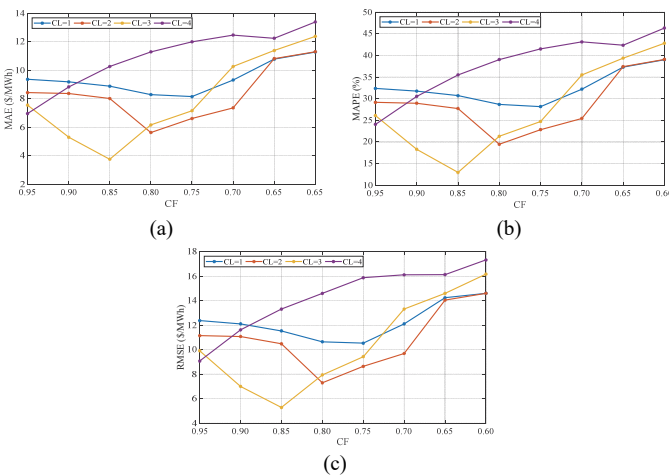 CL=1 CL=2 CL=3 CL=4
MAE ($/MWh)
14
12
10
8
6
4
2
0.95 0.90 0.85 0.80 0.75 0.70 0.65 0.65
CF
(a)
CL=1 CL=2 CL=3 CL=4
MAPE (%)
50
45
40
35
30
25
20
15
10
0.95 0.90 0.85 0.80 0.75 0.70 0.65 0.60
CF
(b)
CL=1 CL=2 CL=3 CL=4
RMSE ($/MWh)
18
16
14
12
10
8
6
4
0.95 0.90 0.85 0.80 0.75 0.70 0.65 0.60
CF
(c)